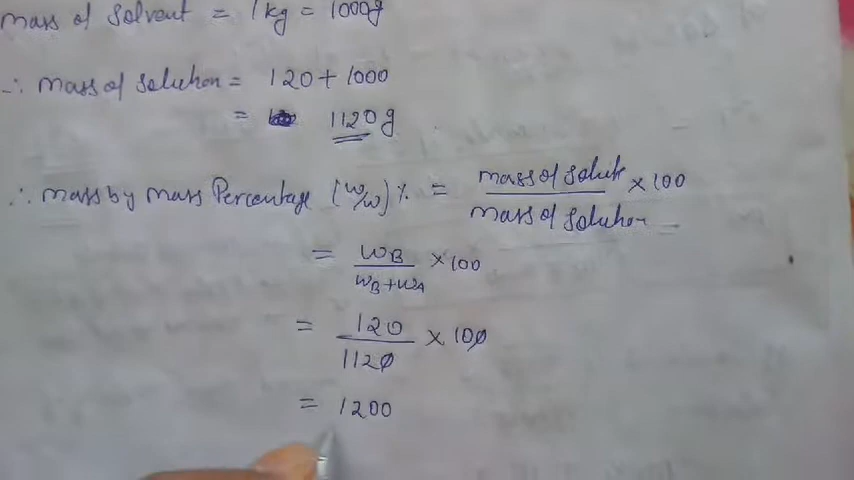 mass of solvent = 1kg = 1000g
∴ mass of solution = 120 + 1000
= 1120g
∴ mass by mass Percentage (w/w) % = mass of solute / mass of solution × 100
= wB / wB + wA × 100
= 120 / 1120 × 100
= 1200